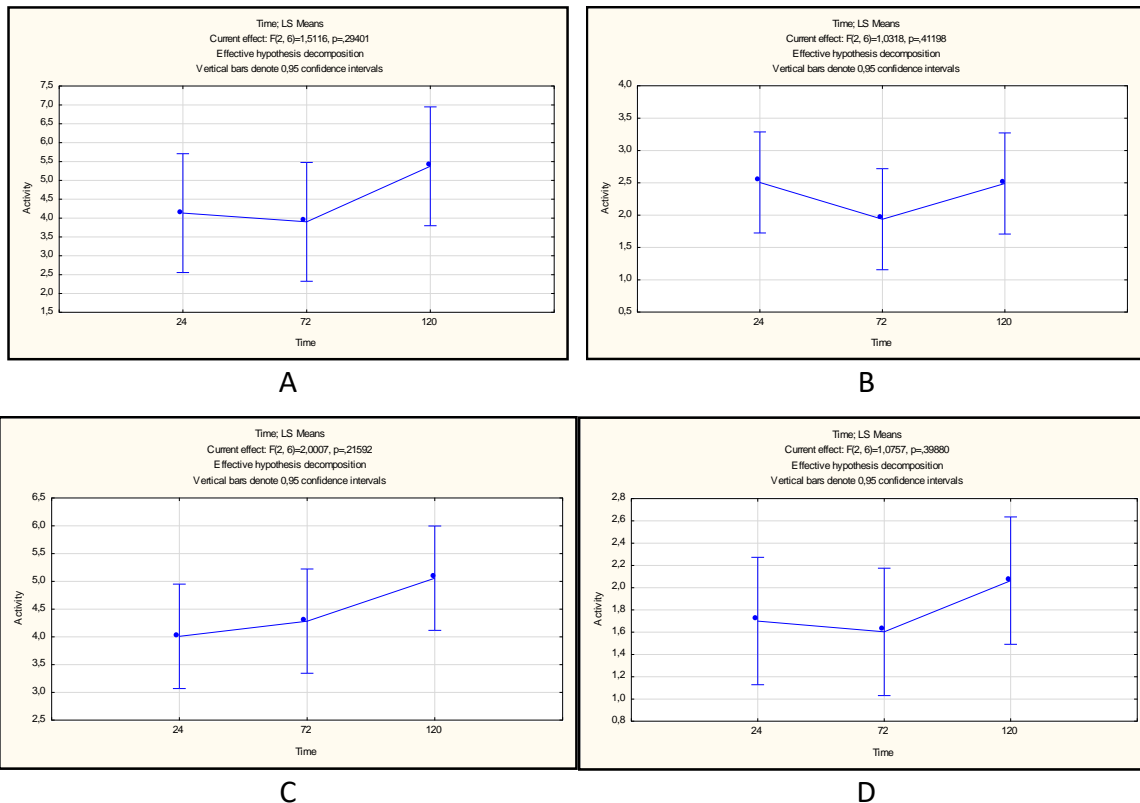 Time; LS Means
Current effect: F(2, 6)=1,5116, p=,29401
Effective hypothesis decomposition
Vertical bars denote 0,95 confidence intervals
7,5
7,0
6,5
6,0
5,5
5,0
4,5
4,0
3,5
3,0
2,5
2,0
1,5
Activity
24 72 120
Time
A
Time; LS Means
Current effect: F(2, 6)=1,0318, p=,41198
Effective hypothesis decomposition
Vertical bars denote 0,95 confidence intervals
4,0
3,5
3,0
2,5
2,0
1,5
1,0
0,5
Activity
24 72 120
Time
B
Time; LS Means
Current effect: F(2, 6)=2,0007, p=,21592
Effective hypothesis decomposition
Vertical bars denote 0,95 confidence intervals
6,5
6,0
5,5
5,0
4,5
4,0
3,5
3,0
2,5
Activity
24 72 120
Time
C
Time; LS Means
Current effect: F(2, 6)=1,0757, p=,39880
Effective hypothesis decomposition
Vertical bars denote 0,95 confidence intervals
2,8
2,6
2,4
2,2
2,0
1,8
1,6
1,4
1,2
1,0
0,8
Activity
24 72 120
Time
D